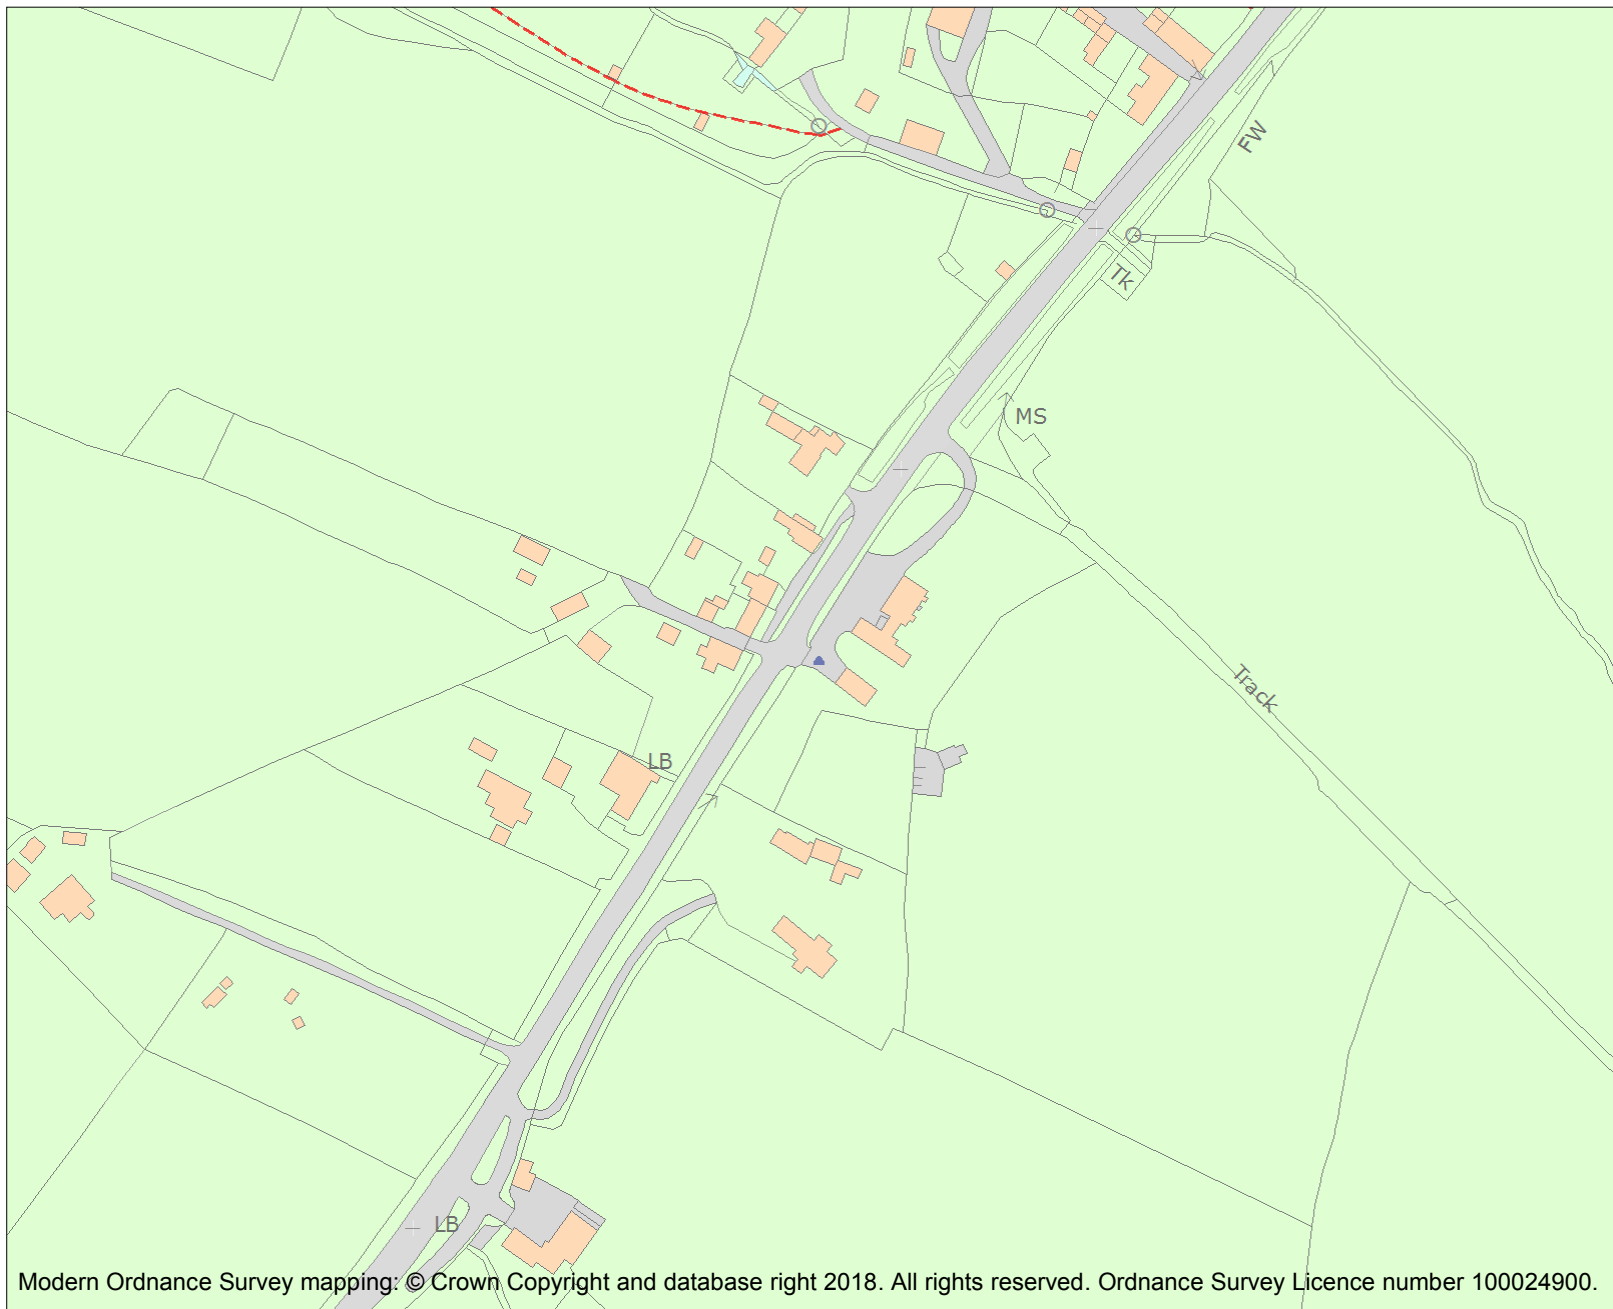 FW
Tk
MS
Track
LB
LB
Modern Ordnance Survey mapping: © Crown Copyright and database right 2018. All rights reserved. Ordnance Survey Licence number 100024900.